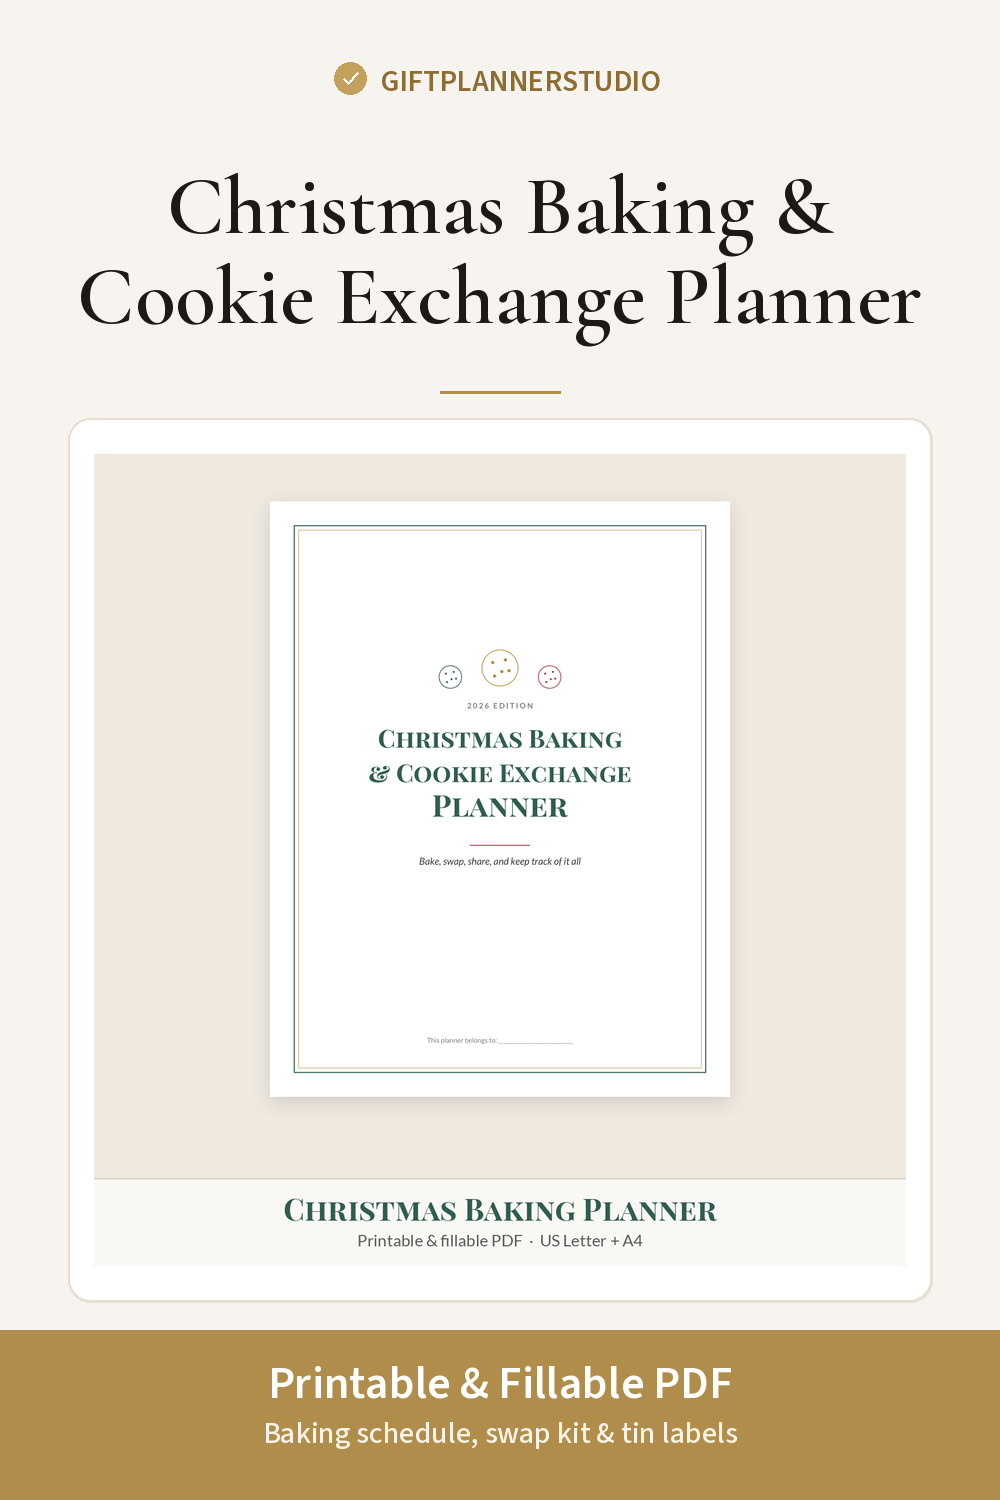 GIFTPLANNERSTUDIO
Christmas Baking &
Cookie Exchange Planner
2026 EDITION
Christmas Baking
& Cookie Exchange
Planner
Bake, swap, share, and keep track of it all
This planner belongs to: ____________________
Christmas Baking Planner
Printable & fillable PDF · US Letter + A4
Printable & Fillable PDF
Baking schedule, swap kit & tin labels